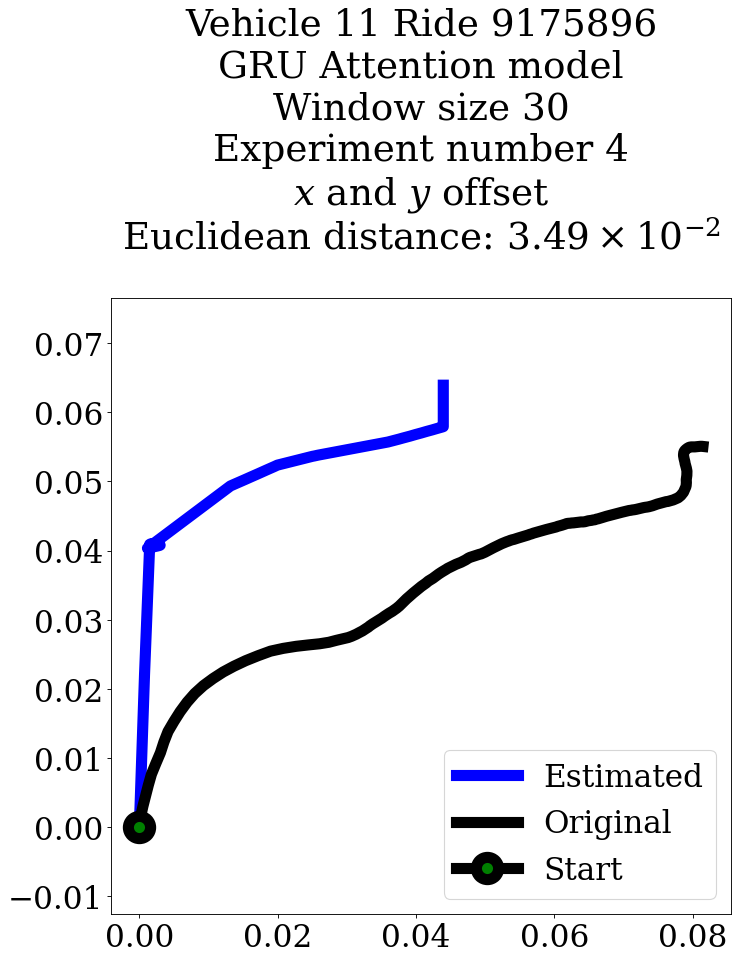 Vehicle 11 Ride 9175896
GRU Attention model
Window size 30
Experiment number 4
x and y offset
Euclidean distance: 3.49 × 10⁻²
0.07
0.06
0.05
0.04
0.03
0.02
0.01
0.00
−0.01
Estimated
Original
Start
0.00 0.02 0.04 0.06 0.08